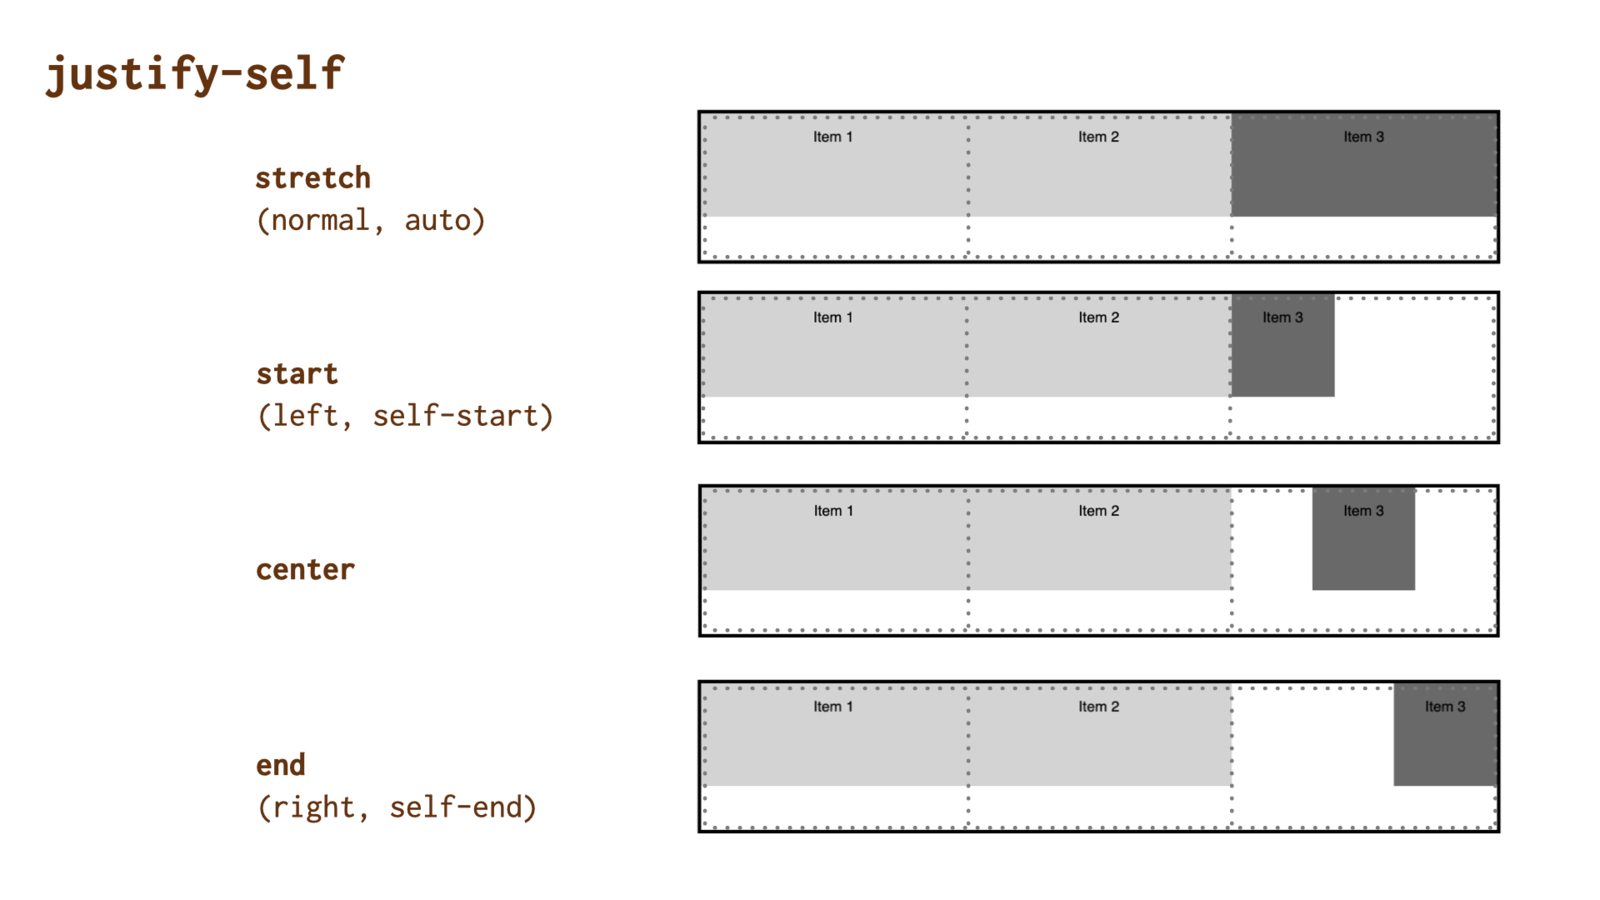 justify-self
stretch
(normal, auto)
Item 1 Item 2 Item 3
start
(left, self-start)
Item 1 Item 2 Item 3
center
Item 1 Item 2 Item 3
end
(right, self-end)
Item 1 Item 2 Item 3